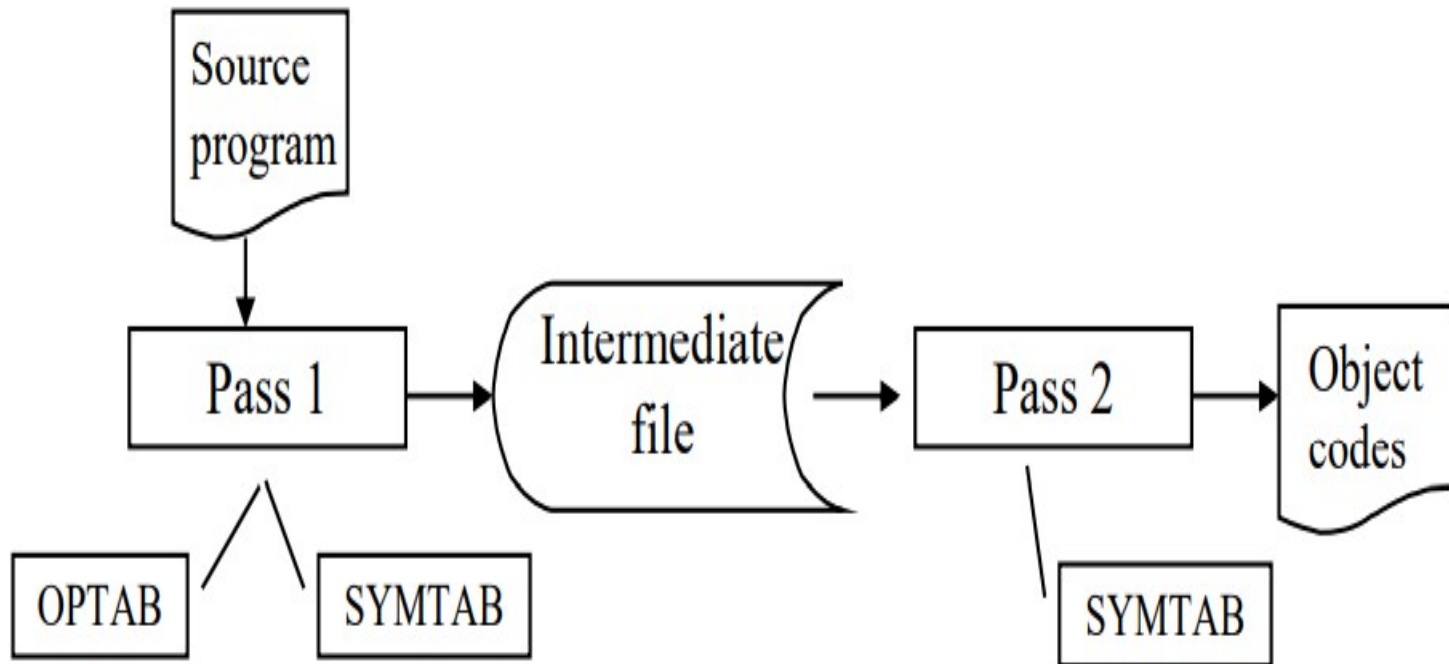 Source
program
Pass 1
Intermediate
file
Pass 2
Object
codes
OPTAB
SYMTAB
SYMTAB